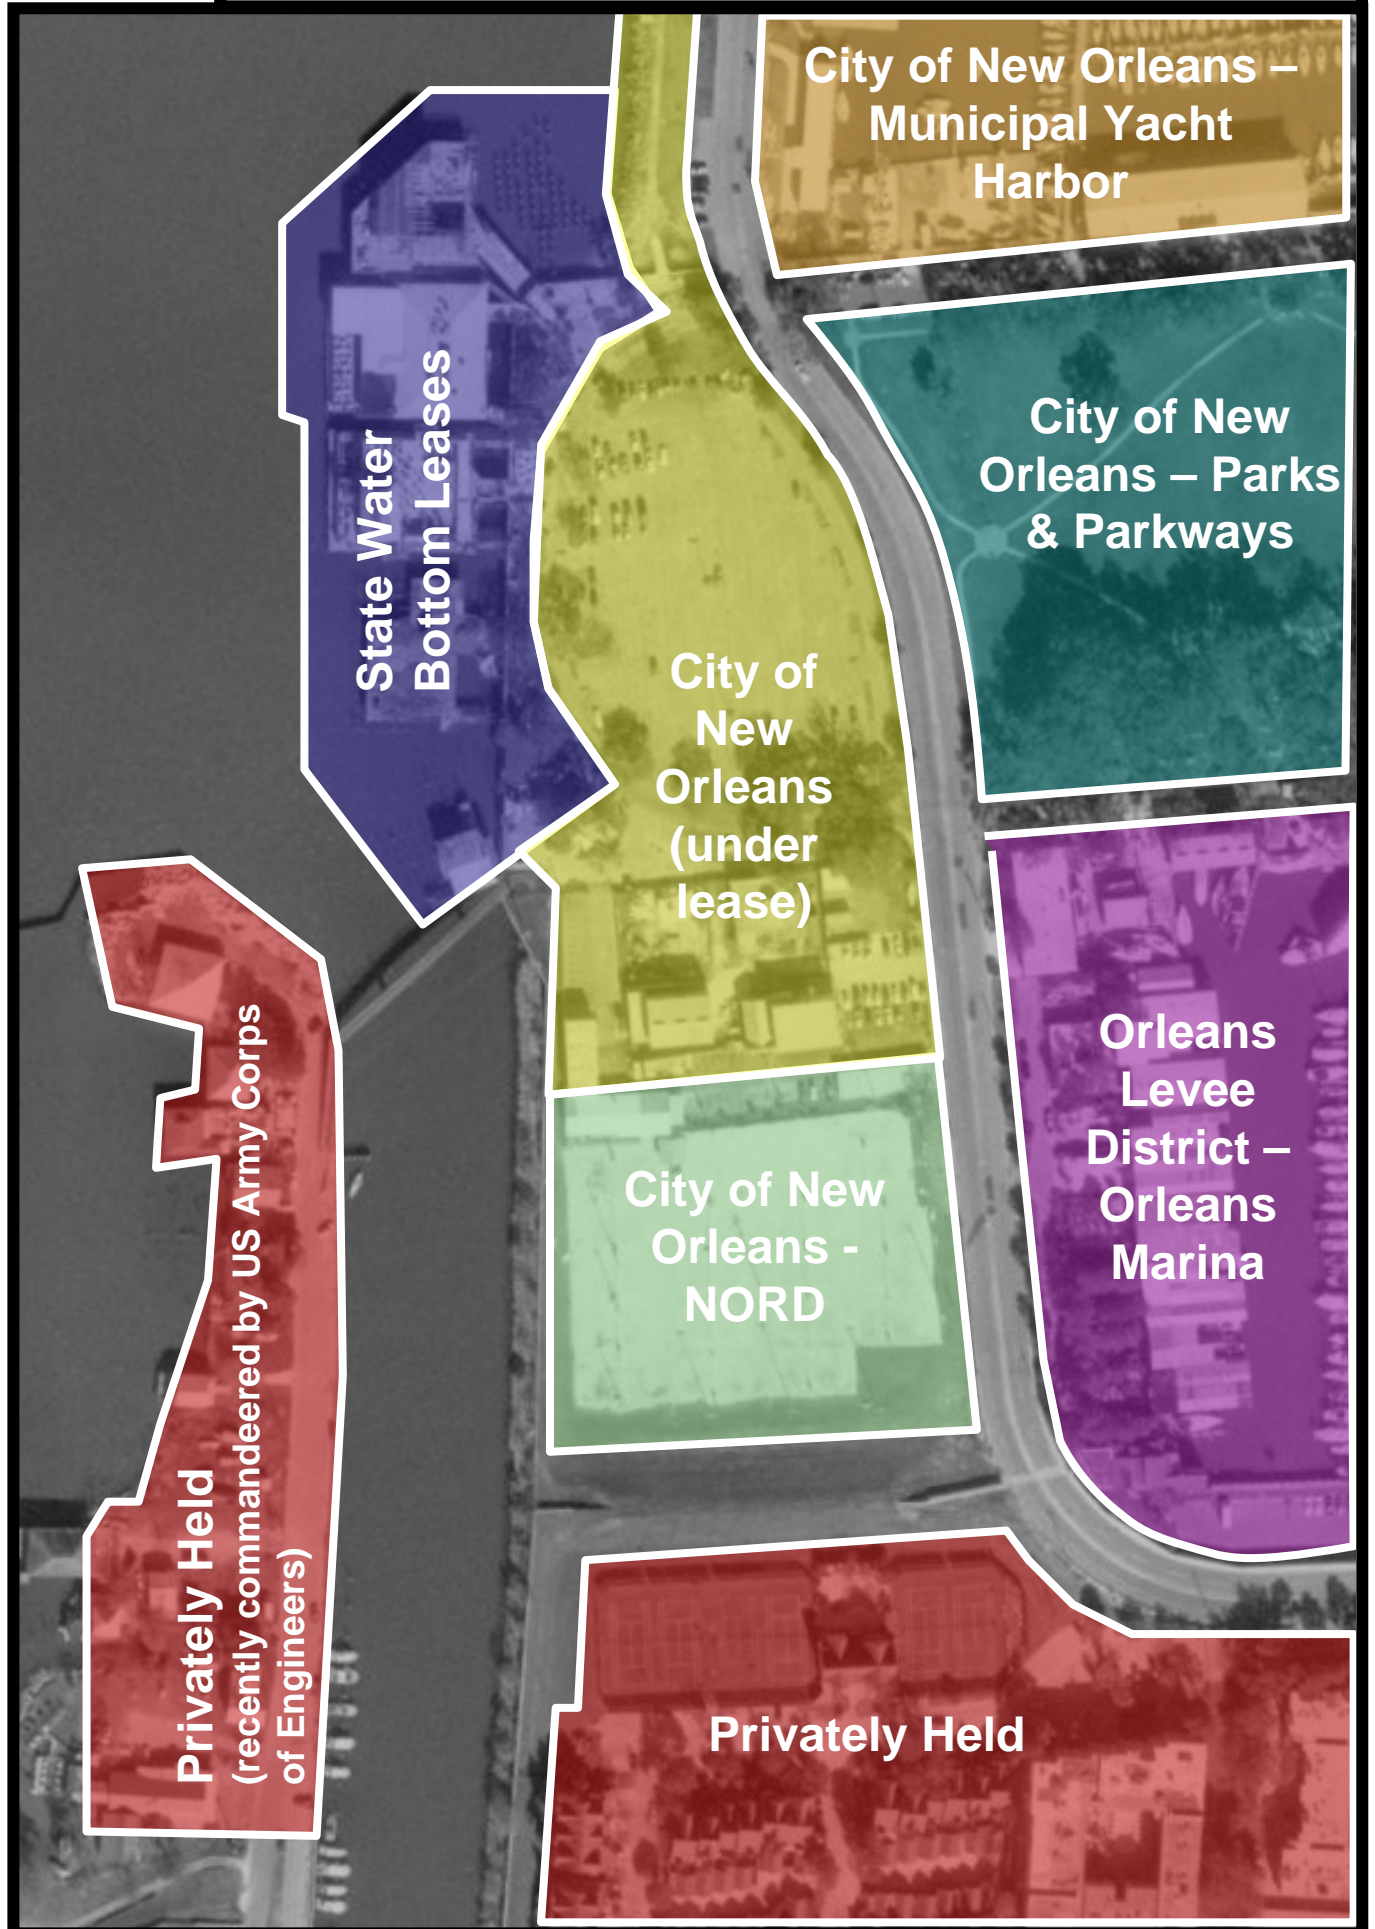 City of New Orleans –
Municipal Yacht
Harbor
City of New
Orleans – Parks
& Parkways
State Water
Bottom Leases
City of
New
Orleans
(under
lease)
Orleans
Levee
District –
Orleans
Marina
City of New
Orleans -
NORD
Privately Held
(recently commandeered by US Army Corps
of Engineers)
Privately Held